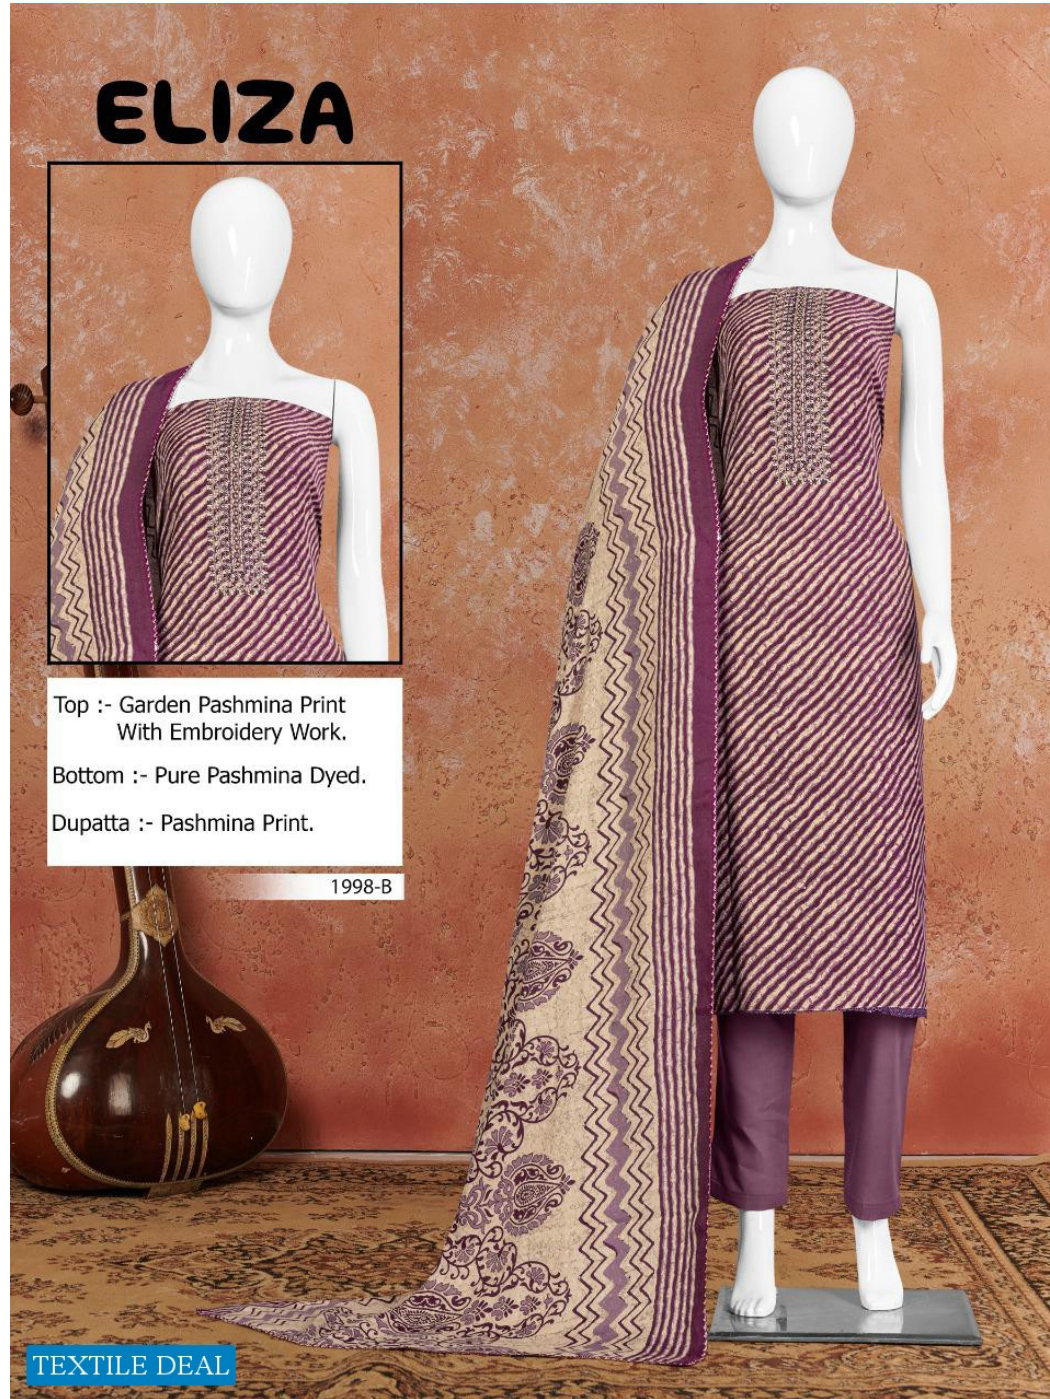 ELIZA
Top :- Garden Pashmina Print
With Embroidery Work.
Bottom :- Pure Pashmina Dyed.
Dupatta :- Pashmina Print.
1998-B
TEXTILE DEAL